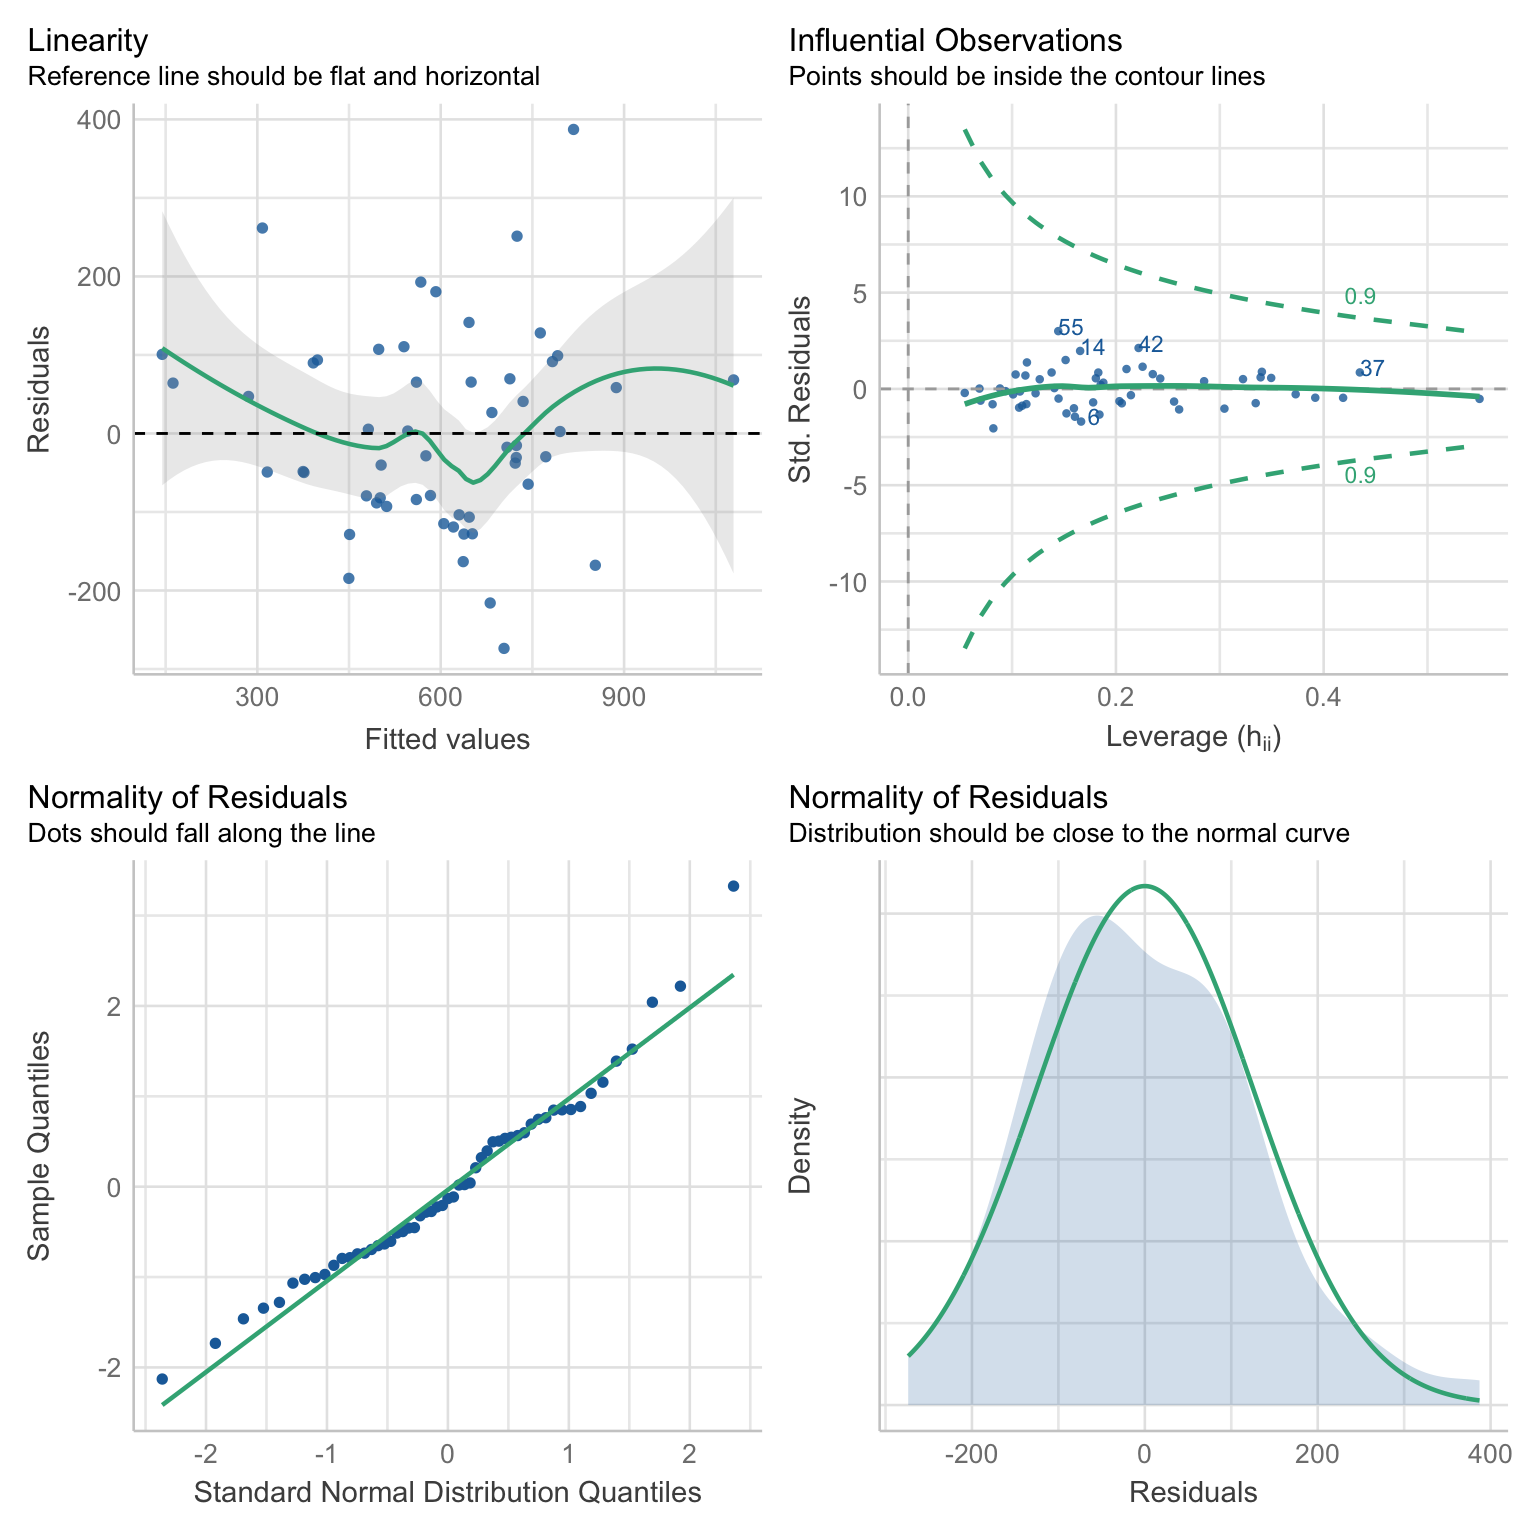 Linearity
Reference line should be flat and horizontal
400
200
0
-200
Residuals
300
600
900
Fitted values
Influential Observations
Points should be inside the contour lines
10
5
0
-5
-10
Std. Residuals
0.9
55
14
42
37
6
0.9
0.0
0.2
0.4
Leverage (hii)
Normality of Residuals
Dots should fall along the line
2
0
-2
Sample Quantiles
-2
-1
0
1
2
Standard Normal Distribution Quantiles
Normality of Residuals
Distribution should be close to the normal curve
Density
-200
0
200
400
Residuals